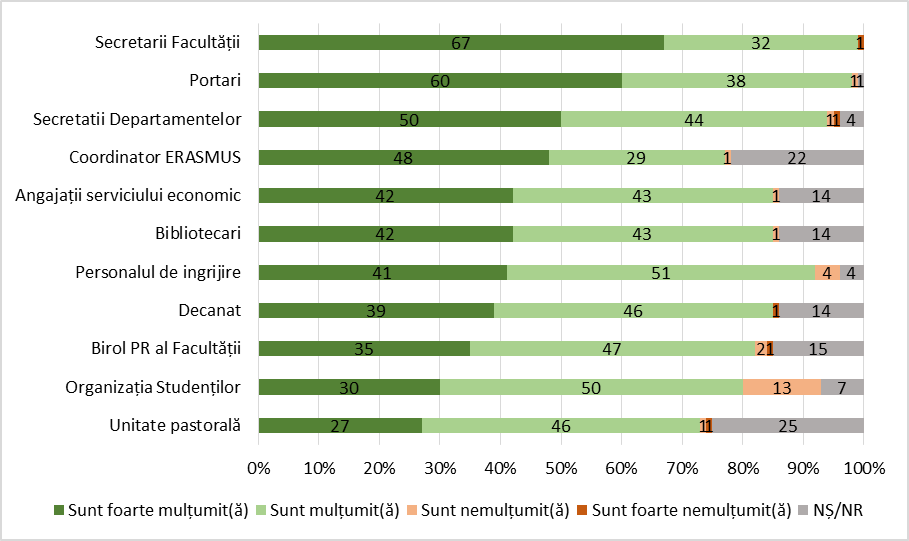 Secretarii Facultății 67 32 1
Portari 60 38 1 1
Secretatii Departamentelor 50 44 1 1 4
Coordinator ERASMUS 48 29 1 22
Angajații serviciului economic 42 43 1 14
Bibliotecari 42 43 1 14
Personalul de ingrijire 41 51 4 4
Decanat 39 46 1 14
Birol PR al Facultății 35 47 2 1 15
Organizația Studenților 30 50 13 7
Unitate pastorală 27 46 1 1 25
0% 10% 20% 30% 40% 50% 60% 70% 80% 90% 100%
Sunt foarte mulțumit(ă) Sunt mulțumit(ă) Sunt nemulțumit(ă) Sunt foarte nemulțumit(ă) NȘ/NR